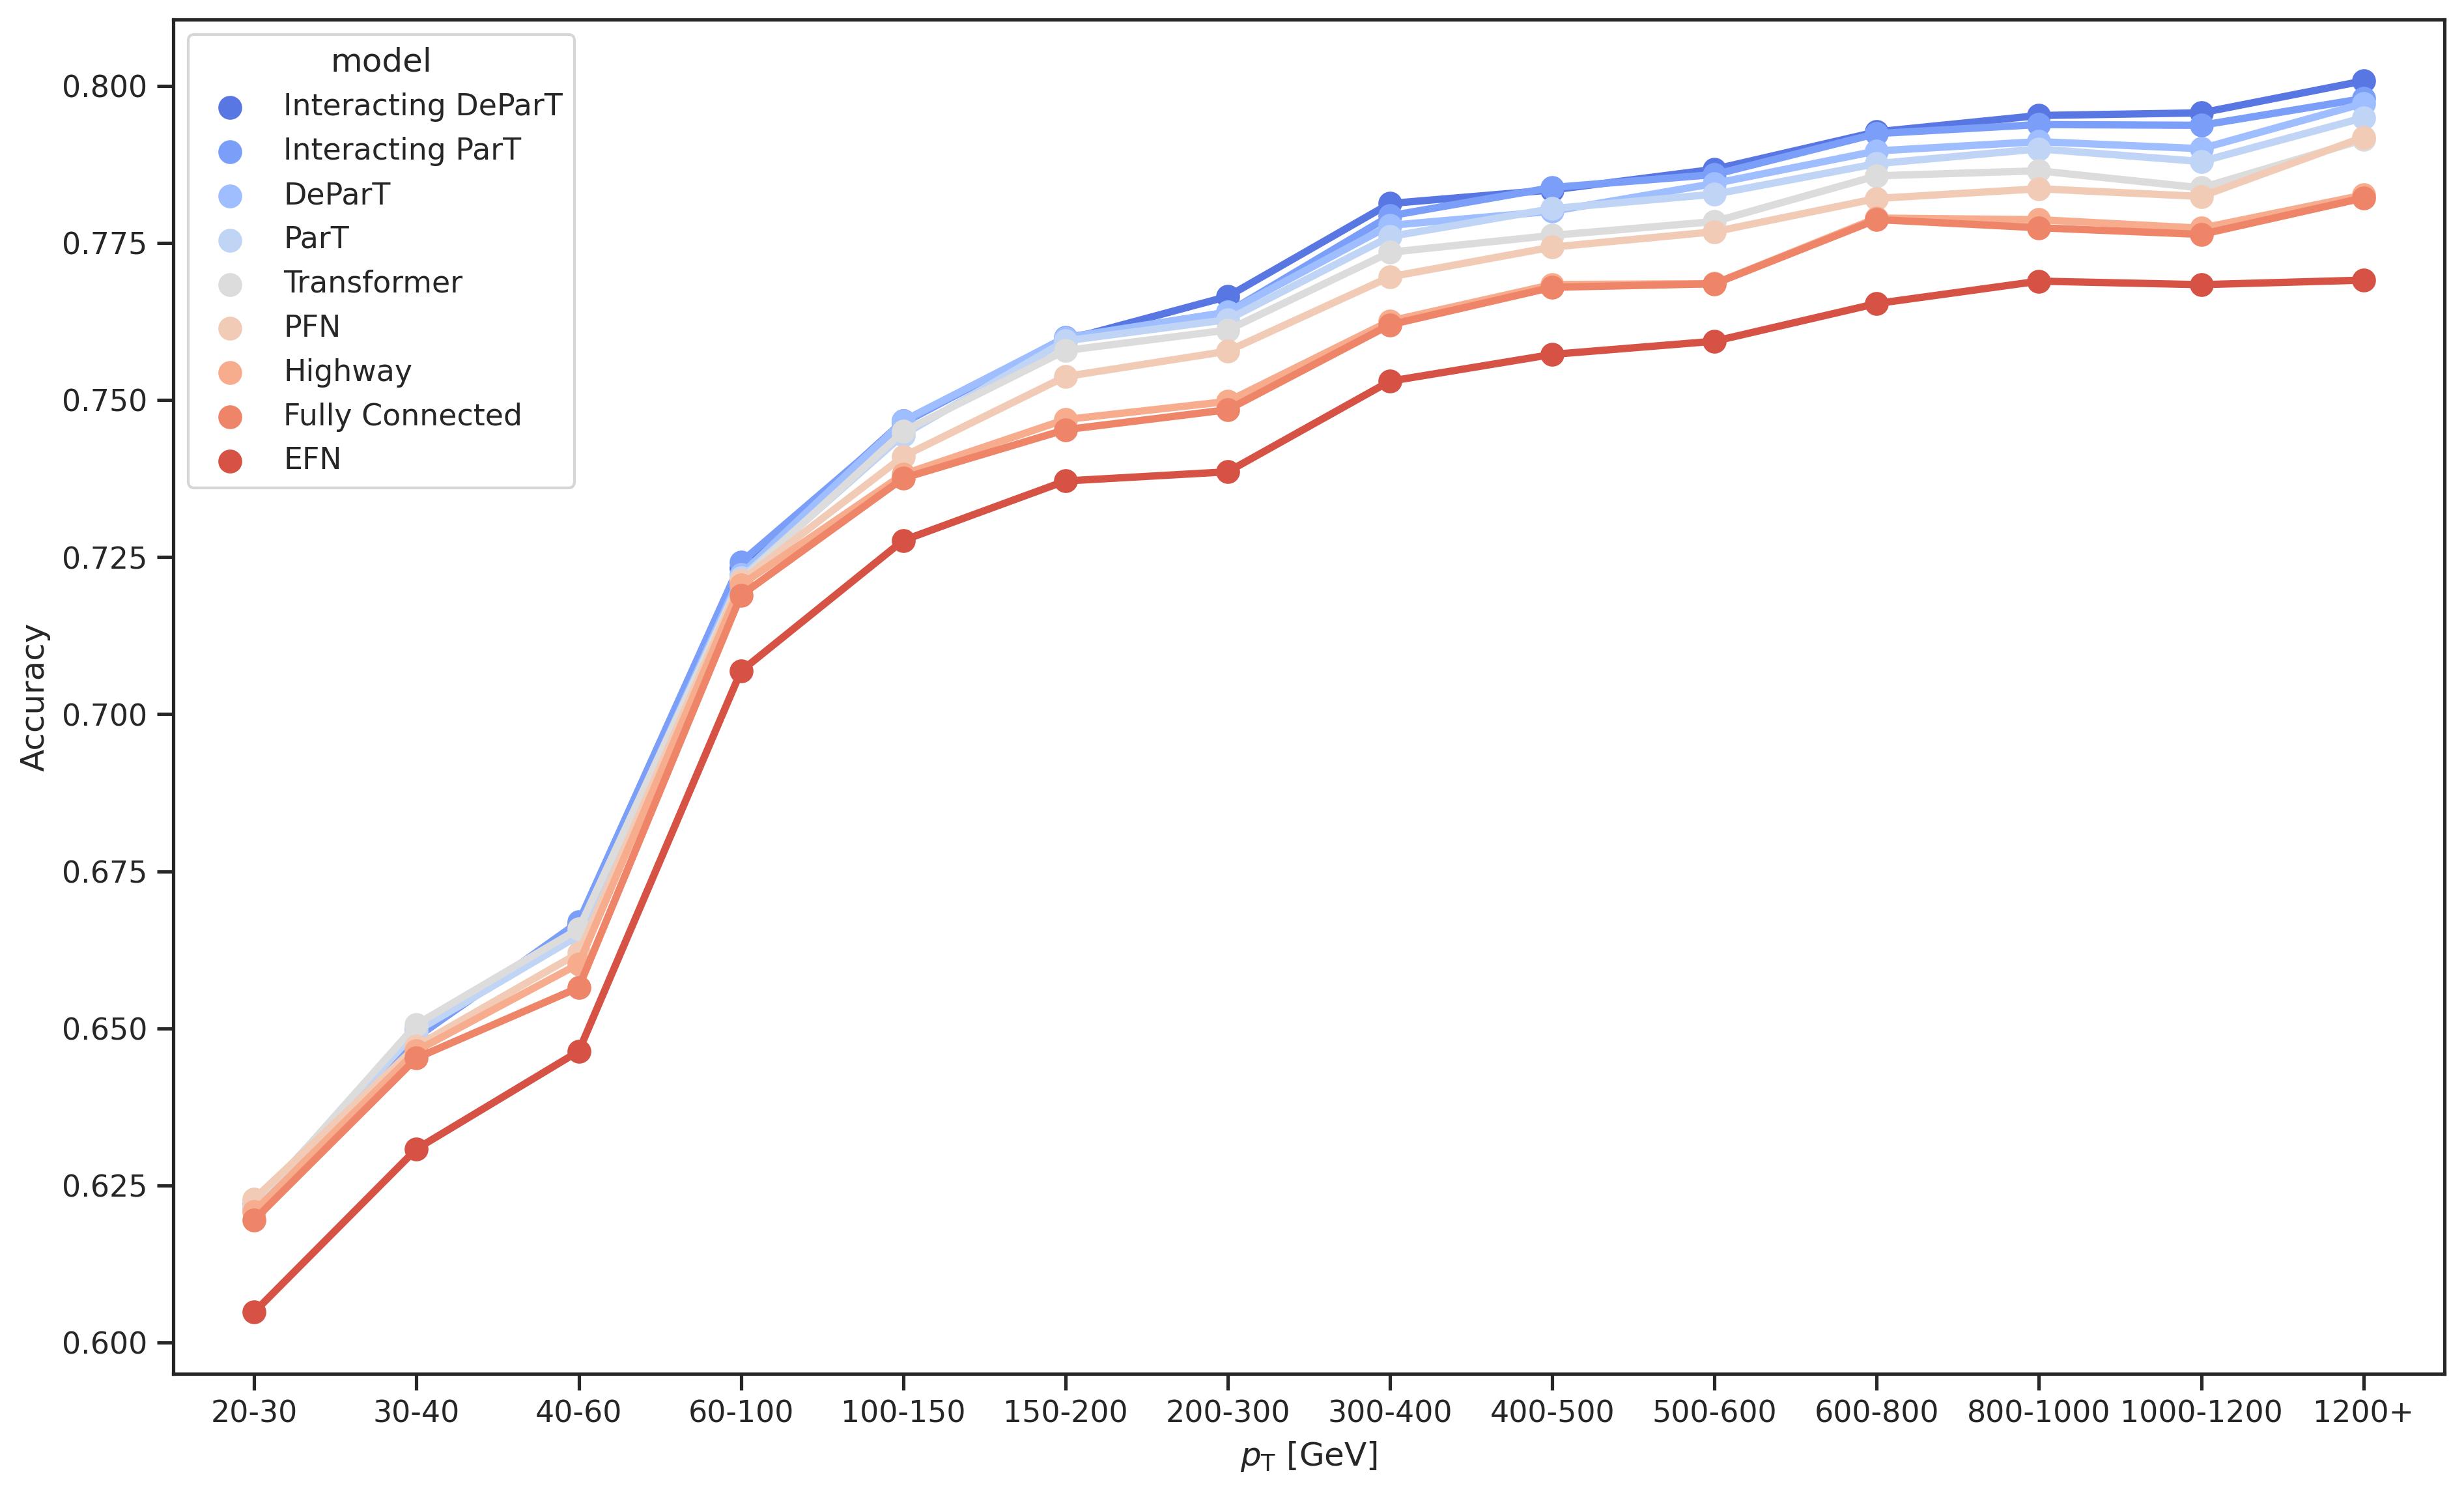 model
Interacting DeParT
Interacting ParT
DeParT
ParT
Transformer
PFN
Highway
Fully Connected
EFN
Accuracy
0.800
0.775
0.750
0.725
0.700
0.675
0.650
0.625
0.600
20-30 30-40 40-60 60-100 100-150 150-200 200-300 300-400 400-500 500-600 600-800 800-1000 1000-1200 1200+
pT [GeV]